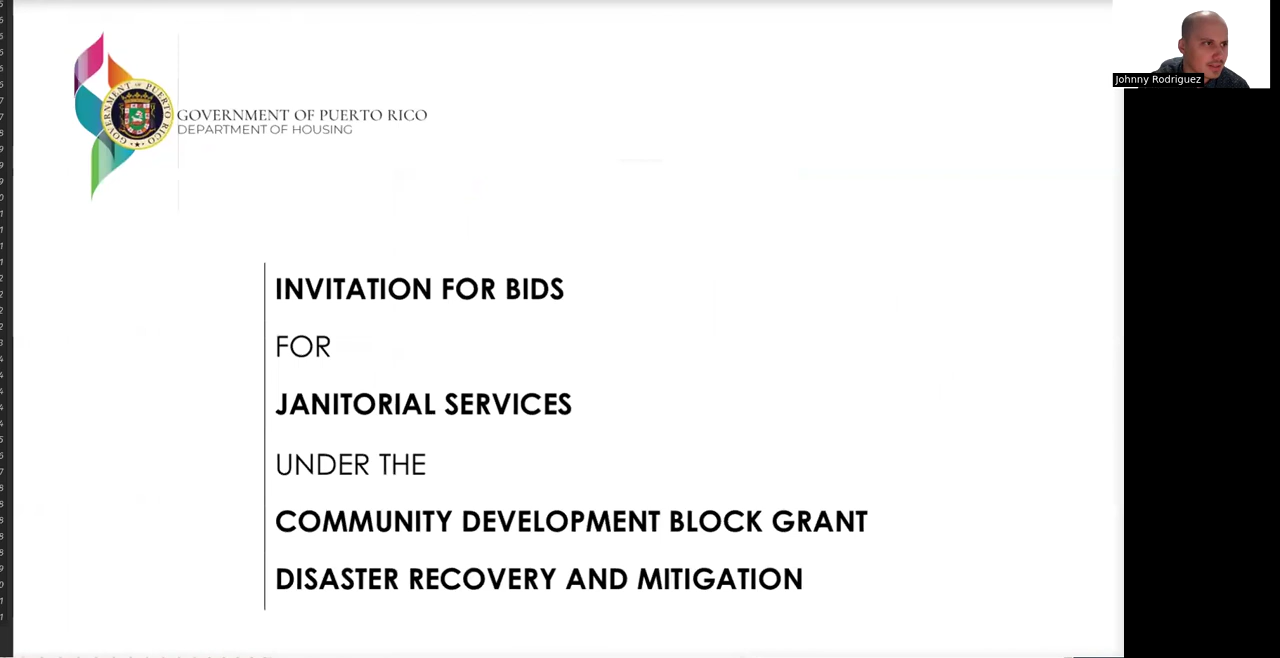 GOVERNMENT OF PUERTO RICO
DEPARTMENT OF HOUSING
Johnny Rodriguez
INVITATION FOR BIDS
FOR
JANITORIAL SERVICES
UNDER THE
COMMUNITY DEVELOPMENT BLOCK GRANT
DISASTER RECOVERY AND MITIGATION